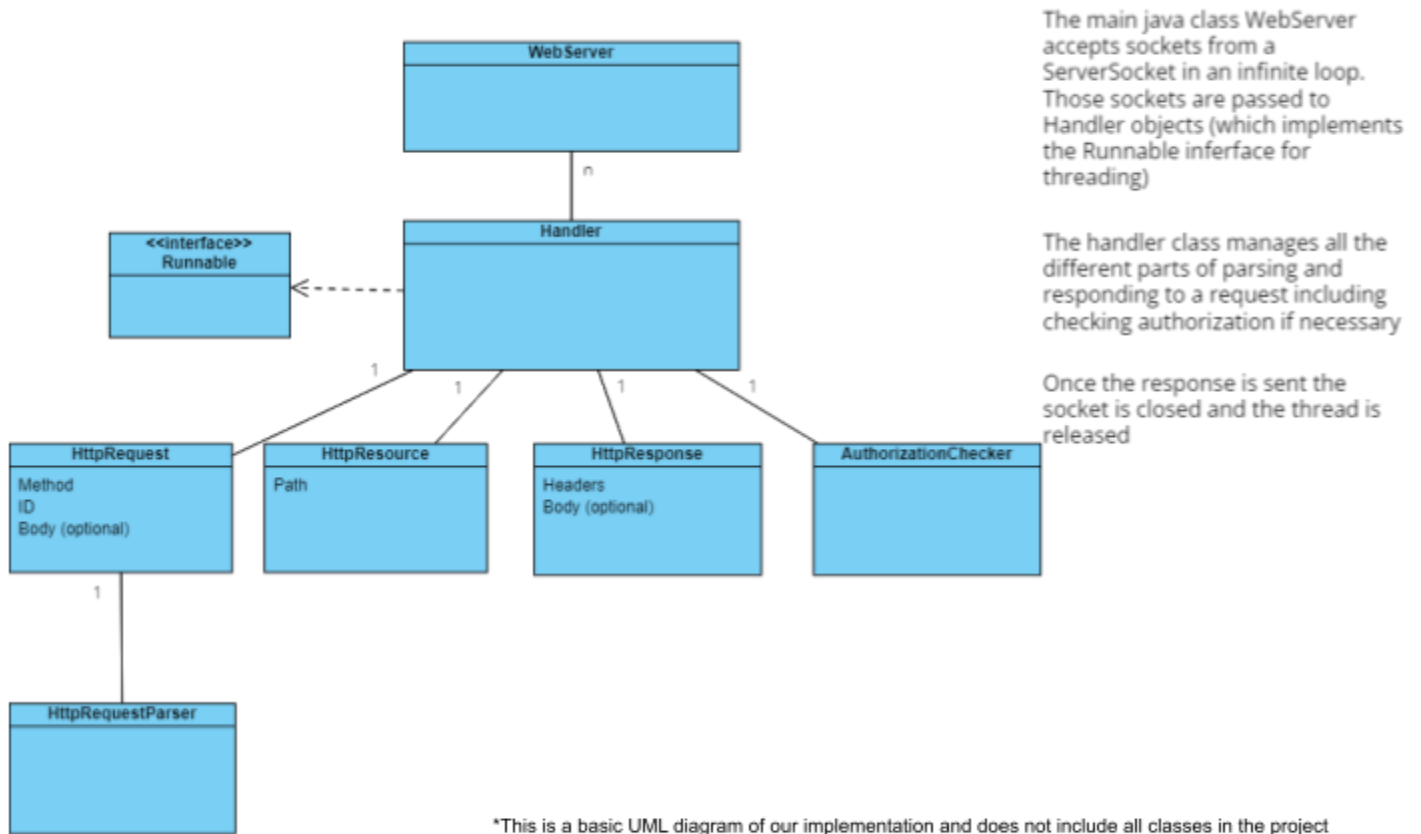 WebServer
n
<<interface>>
Runnable
Handler
1
1
1
1
HttpRequest
Method
ID
Body (optional)
HttpResource
Path
HttpResponse
Headers
Body (optional)
AuthorizationChecker
1
HttpRequestParser
The main java class WebServer
accepts sockets from a
ServerSocket in an infinite loop.
Those sockets are passed to
Handler objects (which implements
the Runnable inferface for
threading)
The handler class manages all the
different parts of parsing and
responding to a request including
checking authorization if necessary
Once the response is sent the
socket is closed and the thread is
released
*This is a basic UML diagram of our implementation and does not include all classes in the project